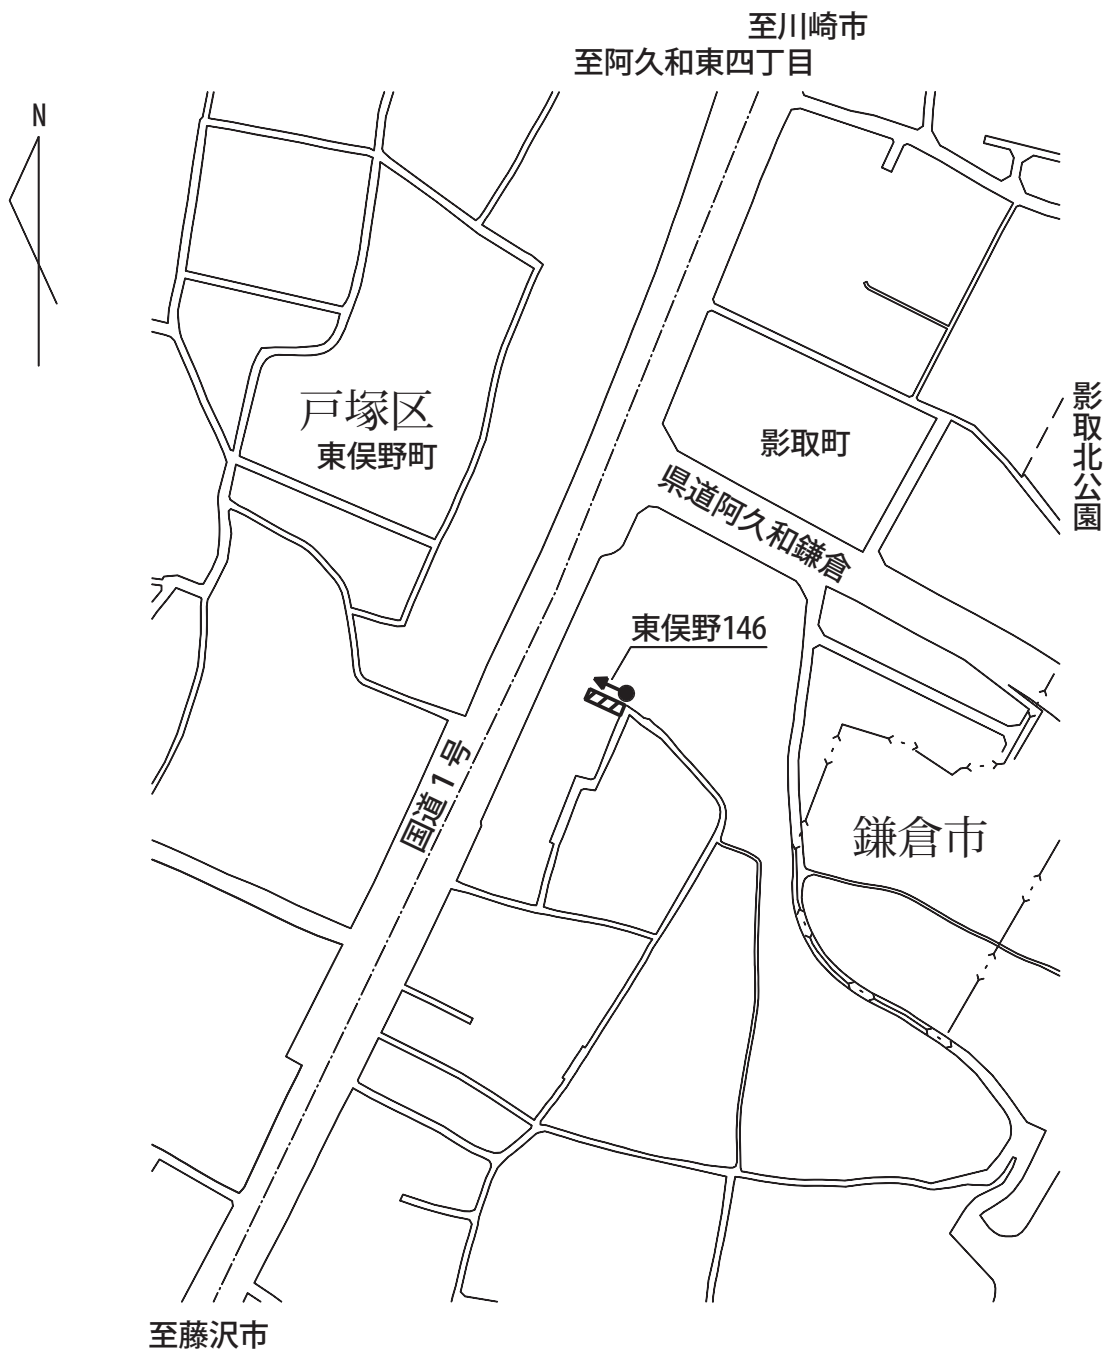 至川崎市
至阿久和東四丁目
N
戸塚区
東俣野町
影取町
影取北公園
県道阿久和鎌倉
東俣野146
国道1号
鎌倉市
至藤沢市